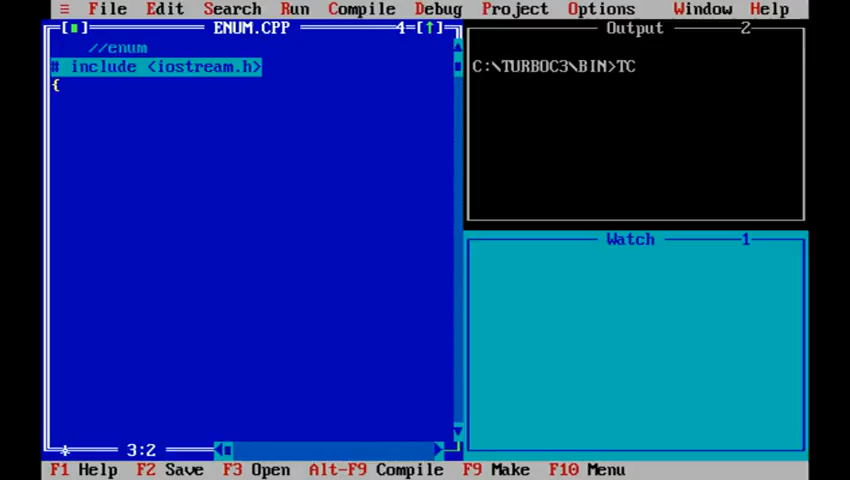 ≡ File Edit Search Run Compile Debug Project Options Window Help
[■] ENUM.CPP 4=[↑]
//enum
# include <iostream.h>
{
* 3:2
Output 2
C:\TURBOC3\BIN>TC
Watch 1
F1 Help F2 Save F3 Open Alt-F9 Compile F9 Make F10 Menu